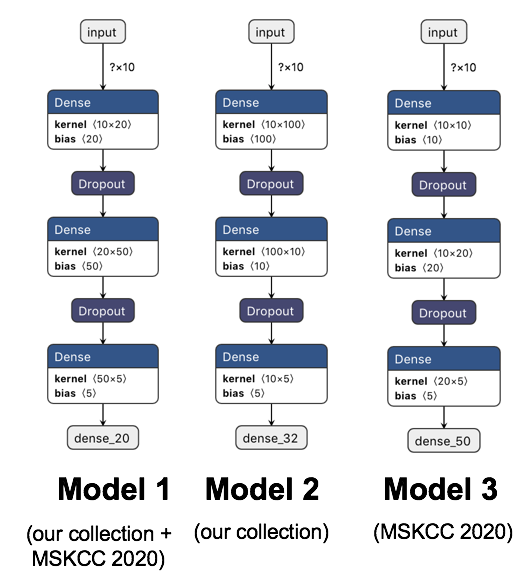 input
?×10
Dense
kernel ⟨10×20⟩
bias ⟨20⟩
Dropout
Dense
kernel ⟨20×50⟩
bias ⟨50⟩
Dropout
Dense
kernel ⟨50×5⟩
bias ⟨5⟩
dense_20
Model 1
(our collection +
MSKCC 2020)
input
?×10
Dense
kernel ⟨10×100⟩
bias ⟨100⟩
Dropout
Dense
kernel ⟨100×10⟩
bias ⟨10⟩
Dropout
Dense
kernel ⟨10×5⟩
bias ⟨5⟩
dense_32
Model 2
(our collection)
input
?×10
Dense
kernel ⟨10×10⟩
bias ⟨10⟩
Dropout
Dense
kernel ⟨10×20⟩
bias ⟨20⟩
Dropout
Dense
kernel ⟨20×5⟩
bias ⟨5⟩
dense_50
Model 3
(MSKCC 2020)